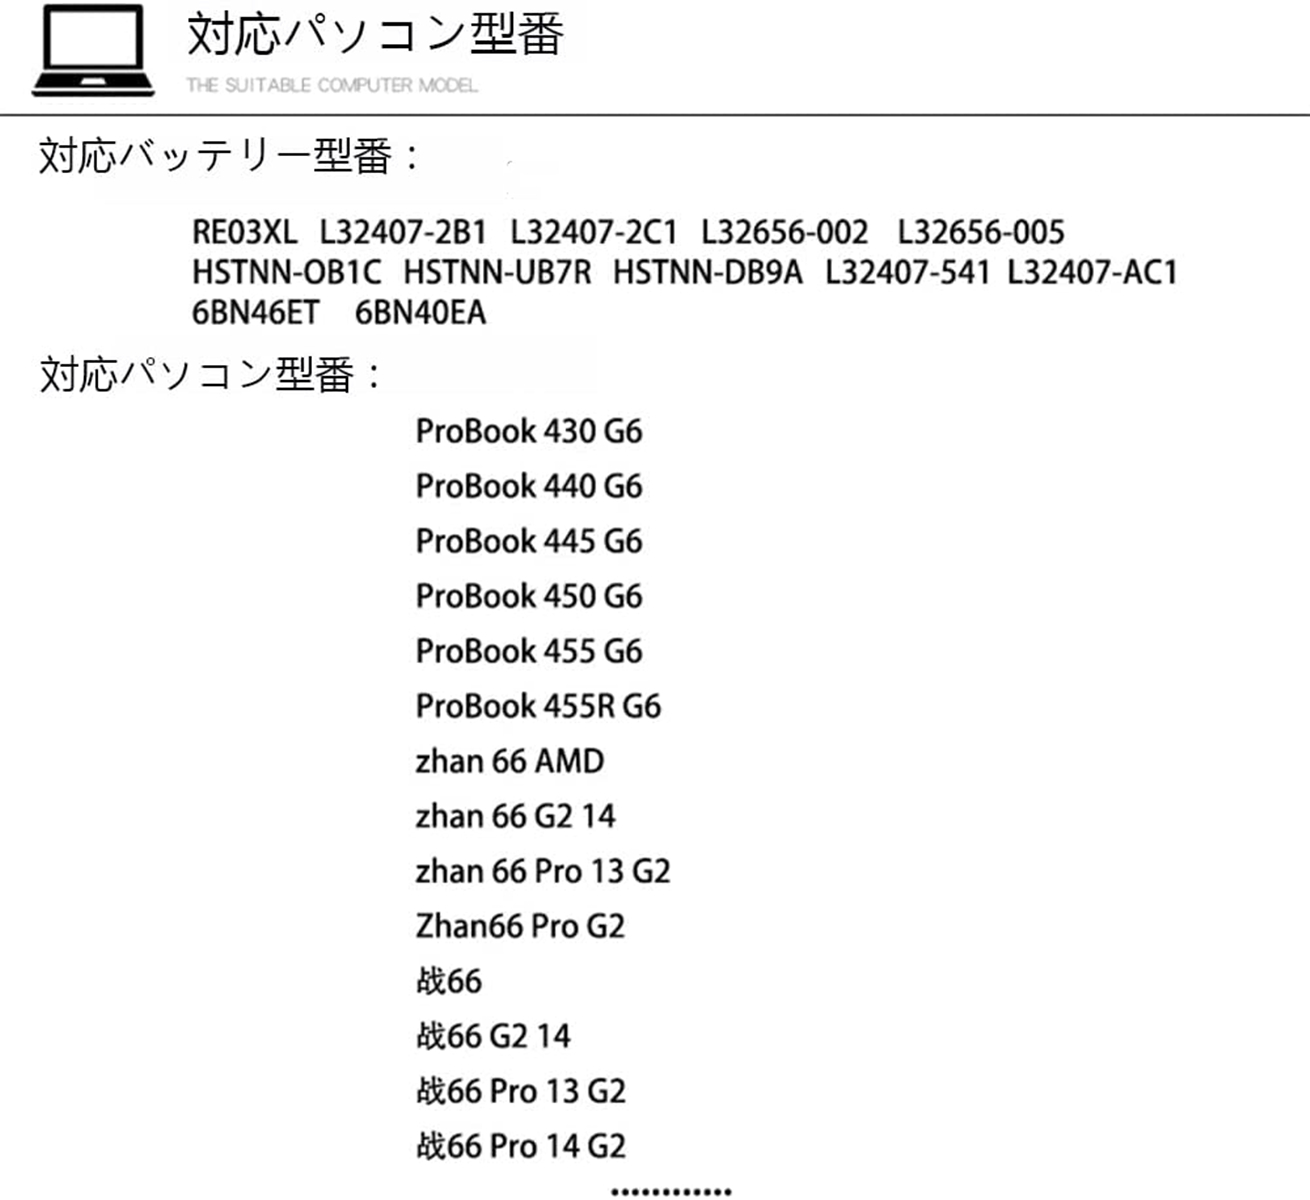 対応パソコン型番
THE SUITABLE COMPUTER MODEL
対応バッテリー型番：
RE03XL L32407-2B1 L32407-2C1 L32656-002 L32656-005
HSTNN-OB1C HSTNN-UB7R HSTNN-DB9A L32407-541 L32407-AC1
6BN46ET 6BN40EA
対応パソコン型番：
ProBook 430 G6
ProBook 440 G6
ProBook 445 G6
ProBook 450 G6
ProBook 455 G6
ProBook 455R G6
zhan 66 AMD
zhan 66 G2 14
zhan 66 Pro 13 G2
Zhan66 Pro G2
战66
战66 G2 14
战66 Pro 13 G2
战66 Pro 14 G2
............